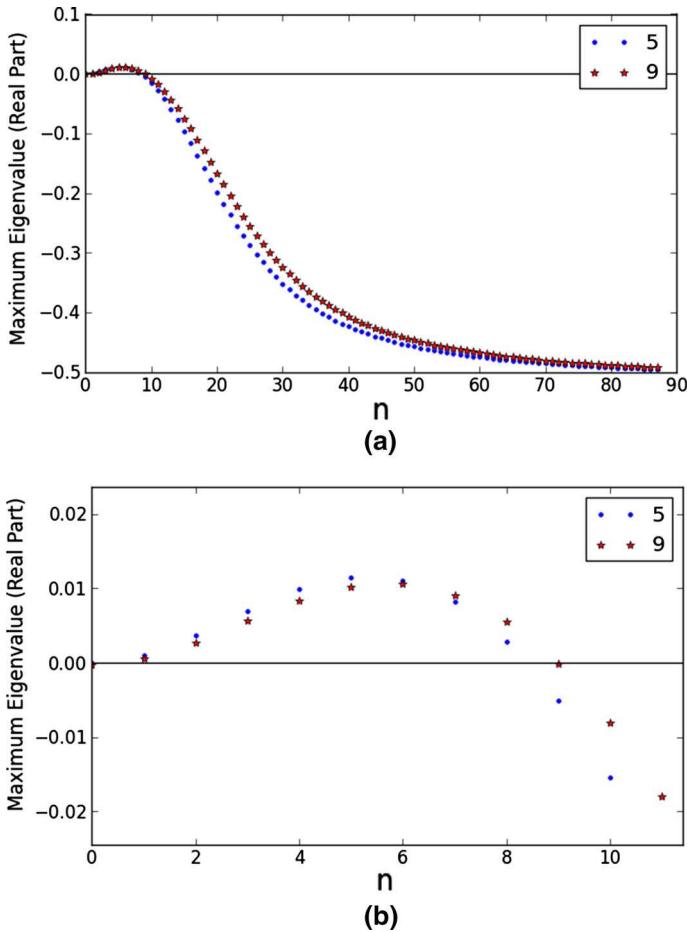 0.1
0.0
−0.1
−0.2
−0.3
−0.4
−0.5
Maximum Eigenvalue (Real Part)
5
9
0 10 20 30 40 50 60 70 80 90
n
(a)
0.02
0.01
0.00
−0.01
−0.02
Maximum Eigenvalue (Real Part)
5
9
0 2 4 6 8 10
n
(b)